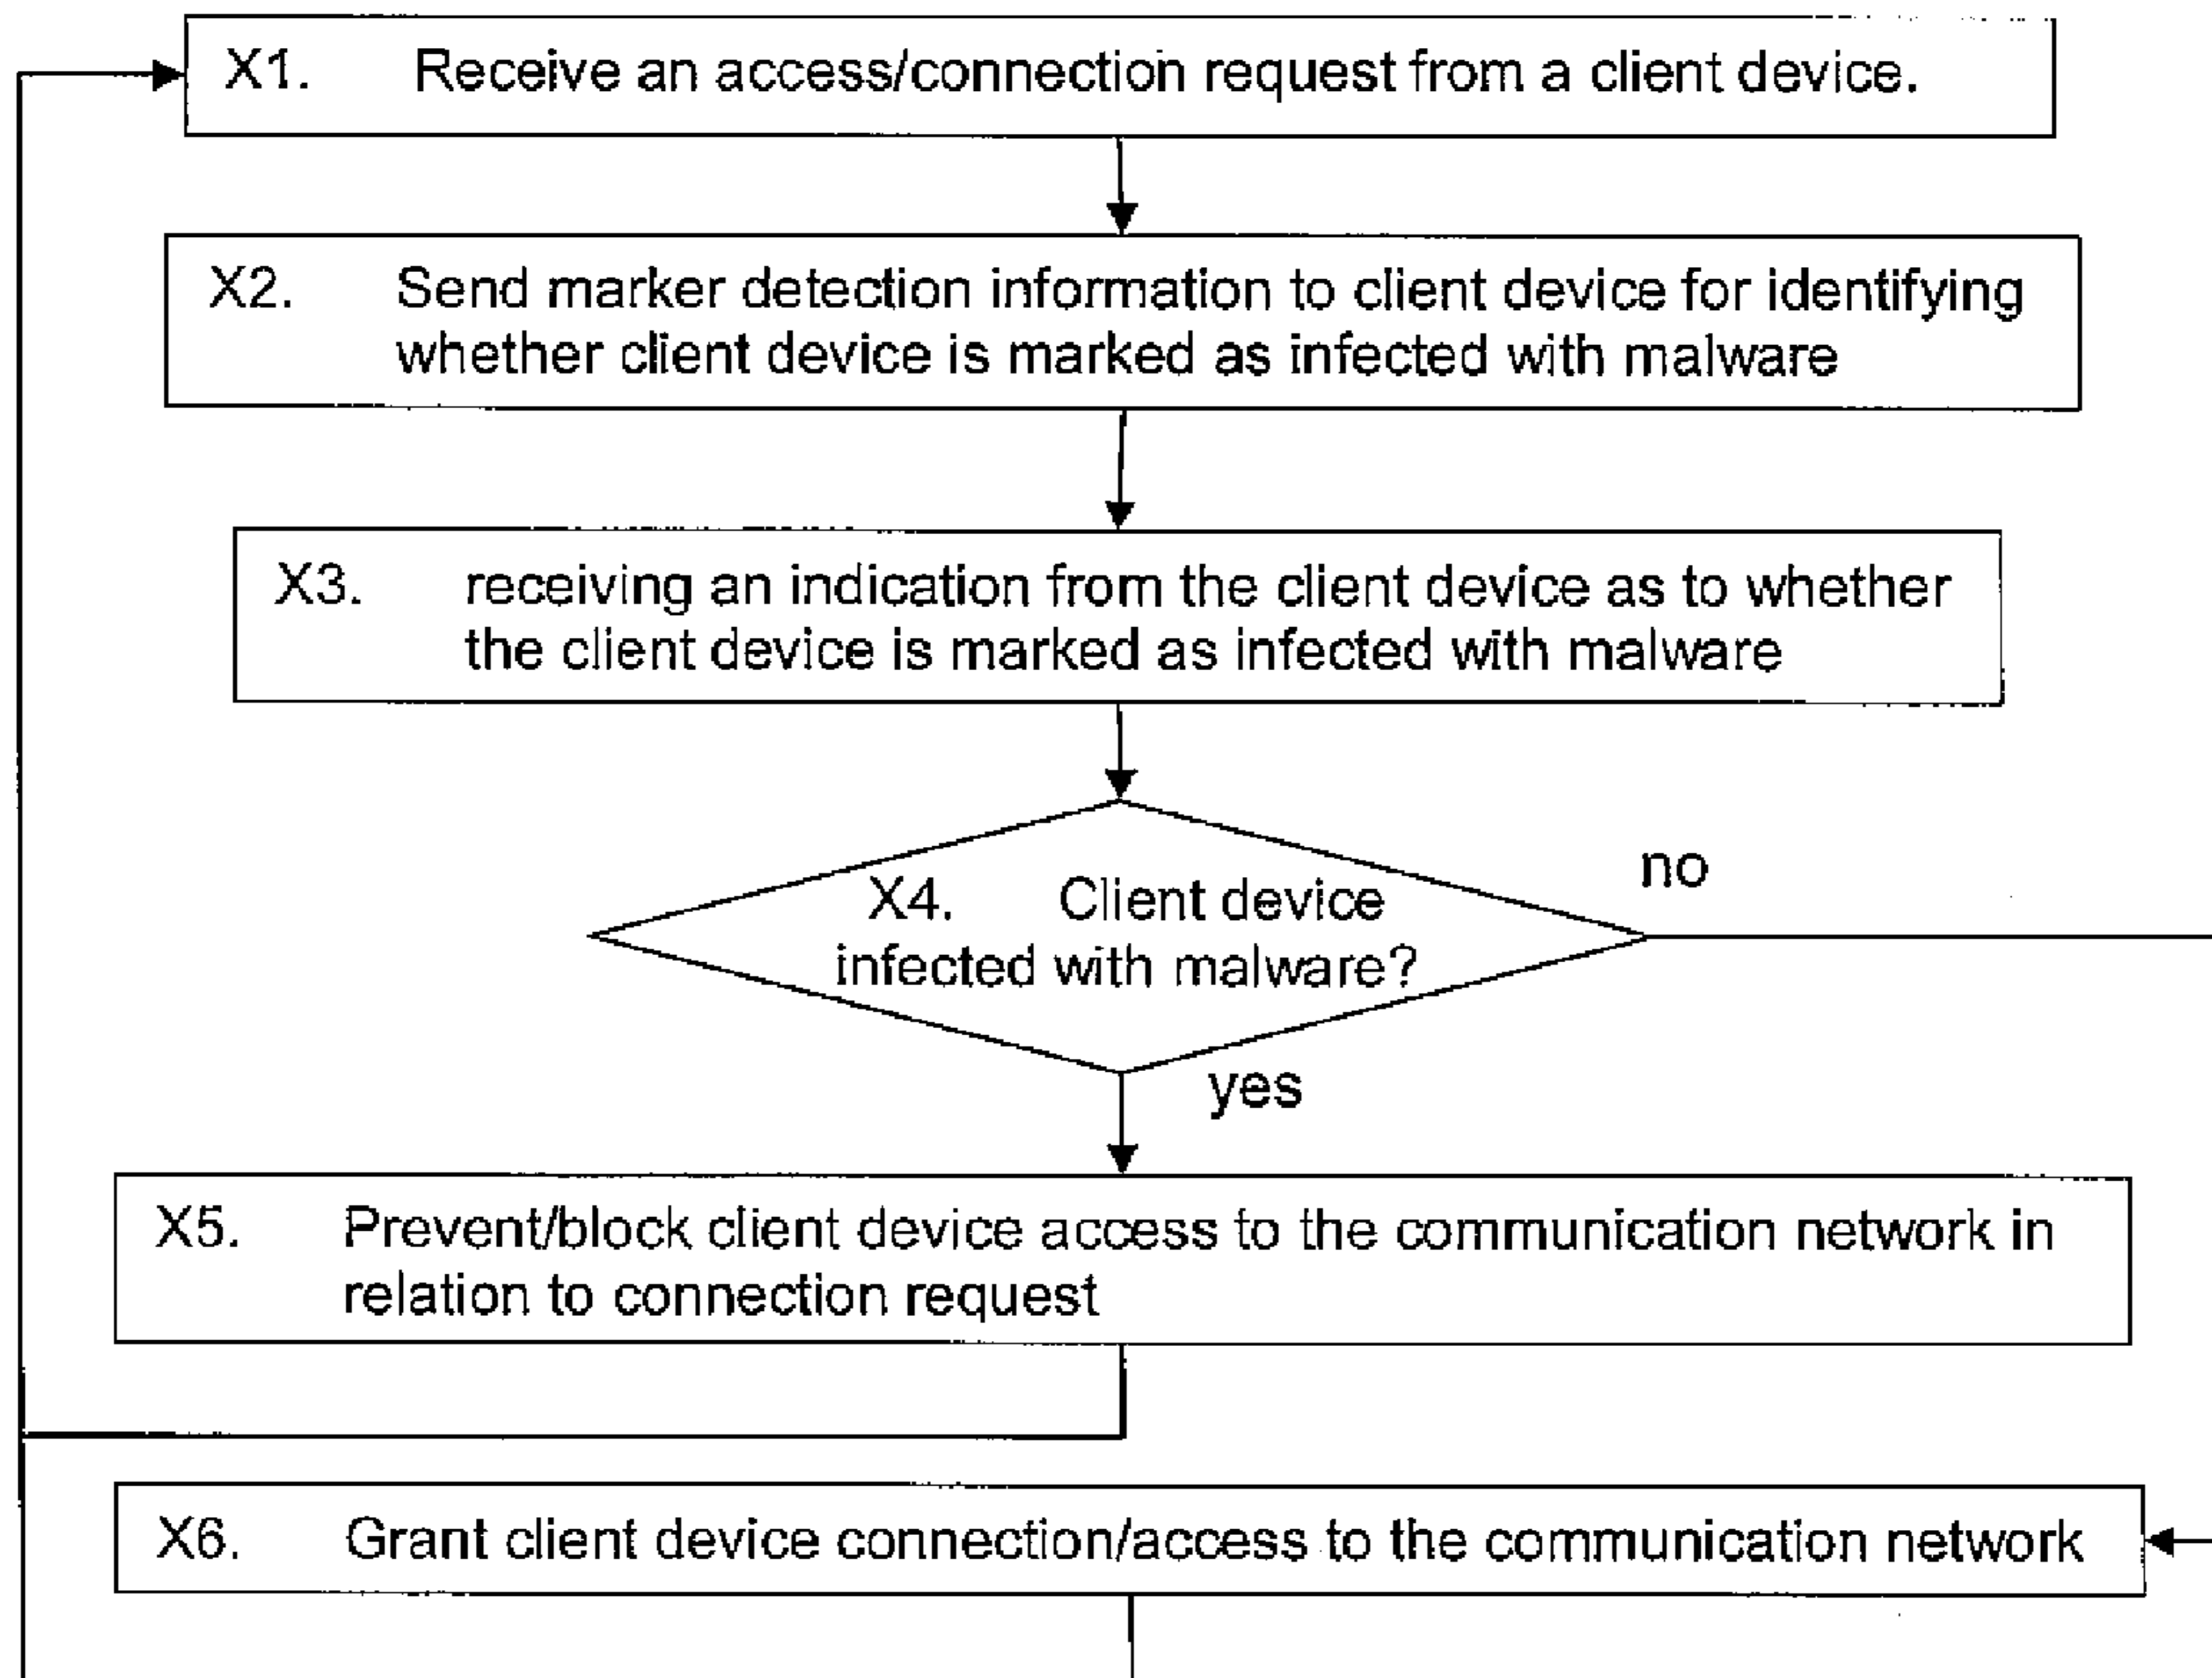 X1. Receive an access/connection request from a client device.
X2. Send marker detection information to client device for identifying
whether client device is marked as infected with malware
X3. receiving an indication from the client device as to whether
the client device is marked as infected with malware
X4. Client device
infected with malware?
no
yes
X5. Prevent/block client device access to the communication network in
relation to connection request
X6. Grant client device connection/access to the communication network